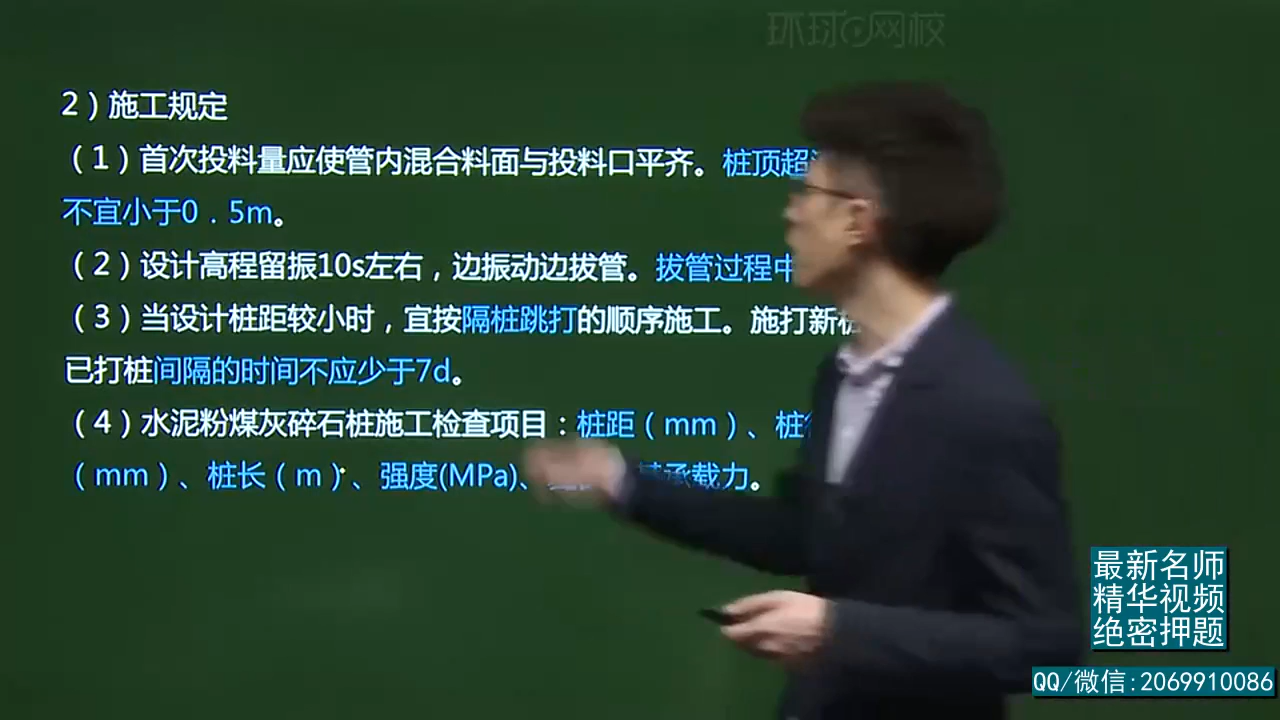 环球网校
2）施工规定
（1）首次投料量应使管内混合料面与投料口平齐。桩顶超
不宜小于0．5m。
（2）设计高程留振10s左右，边振动边拔管。拔管过程中
（3）当设计桩距较小时，宜按隔桩跳打的顺序施工。施打新桩
已打桩间隔的时间不应少于7d。
（4）水泥粉煤灰碎石桩施工检查项目：桩距（mm）、桩径
（mm）、桩长（m）、强度(MPa)、承载力。
最新名师
精华视频
绝密押题
QQ/微信:2069910086